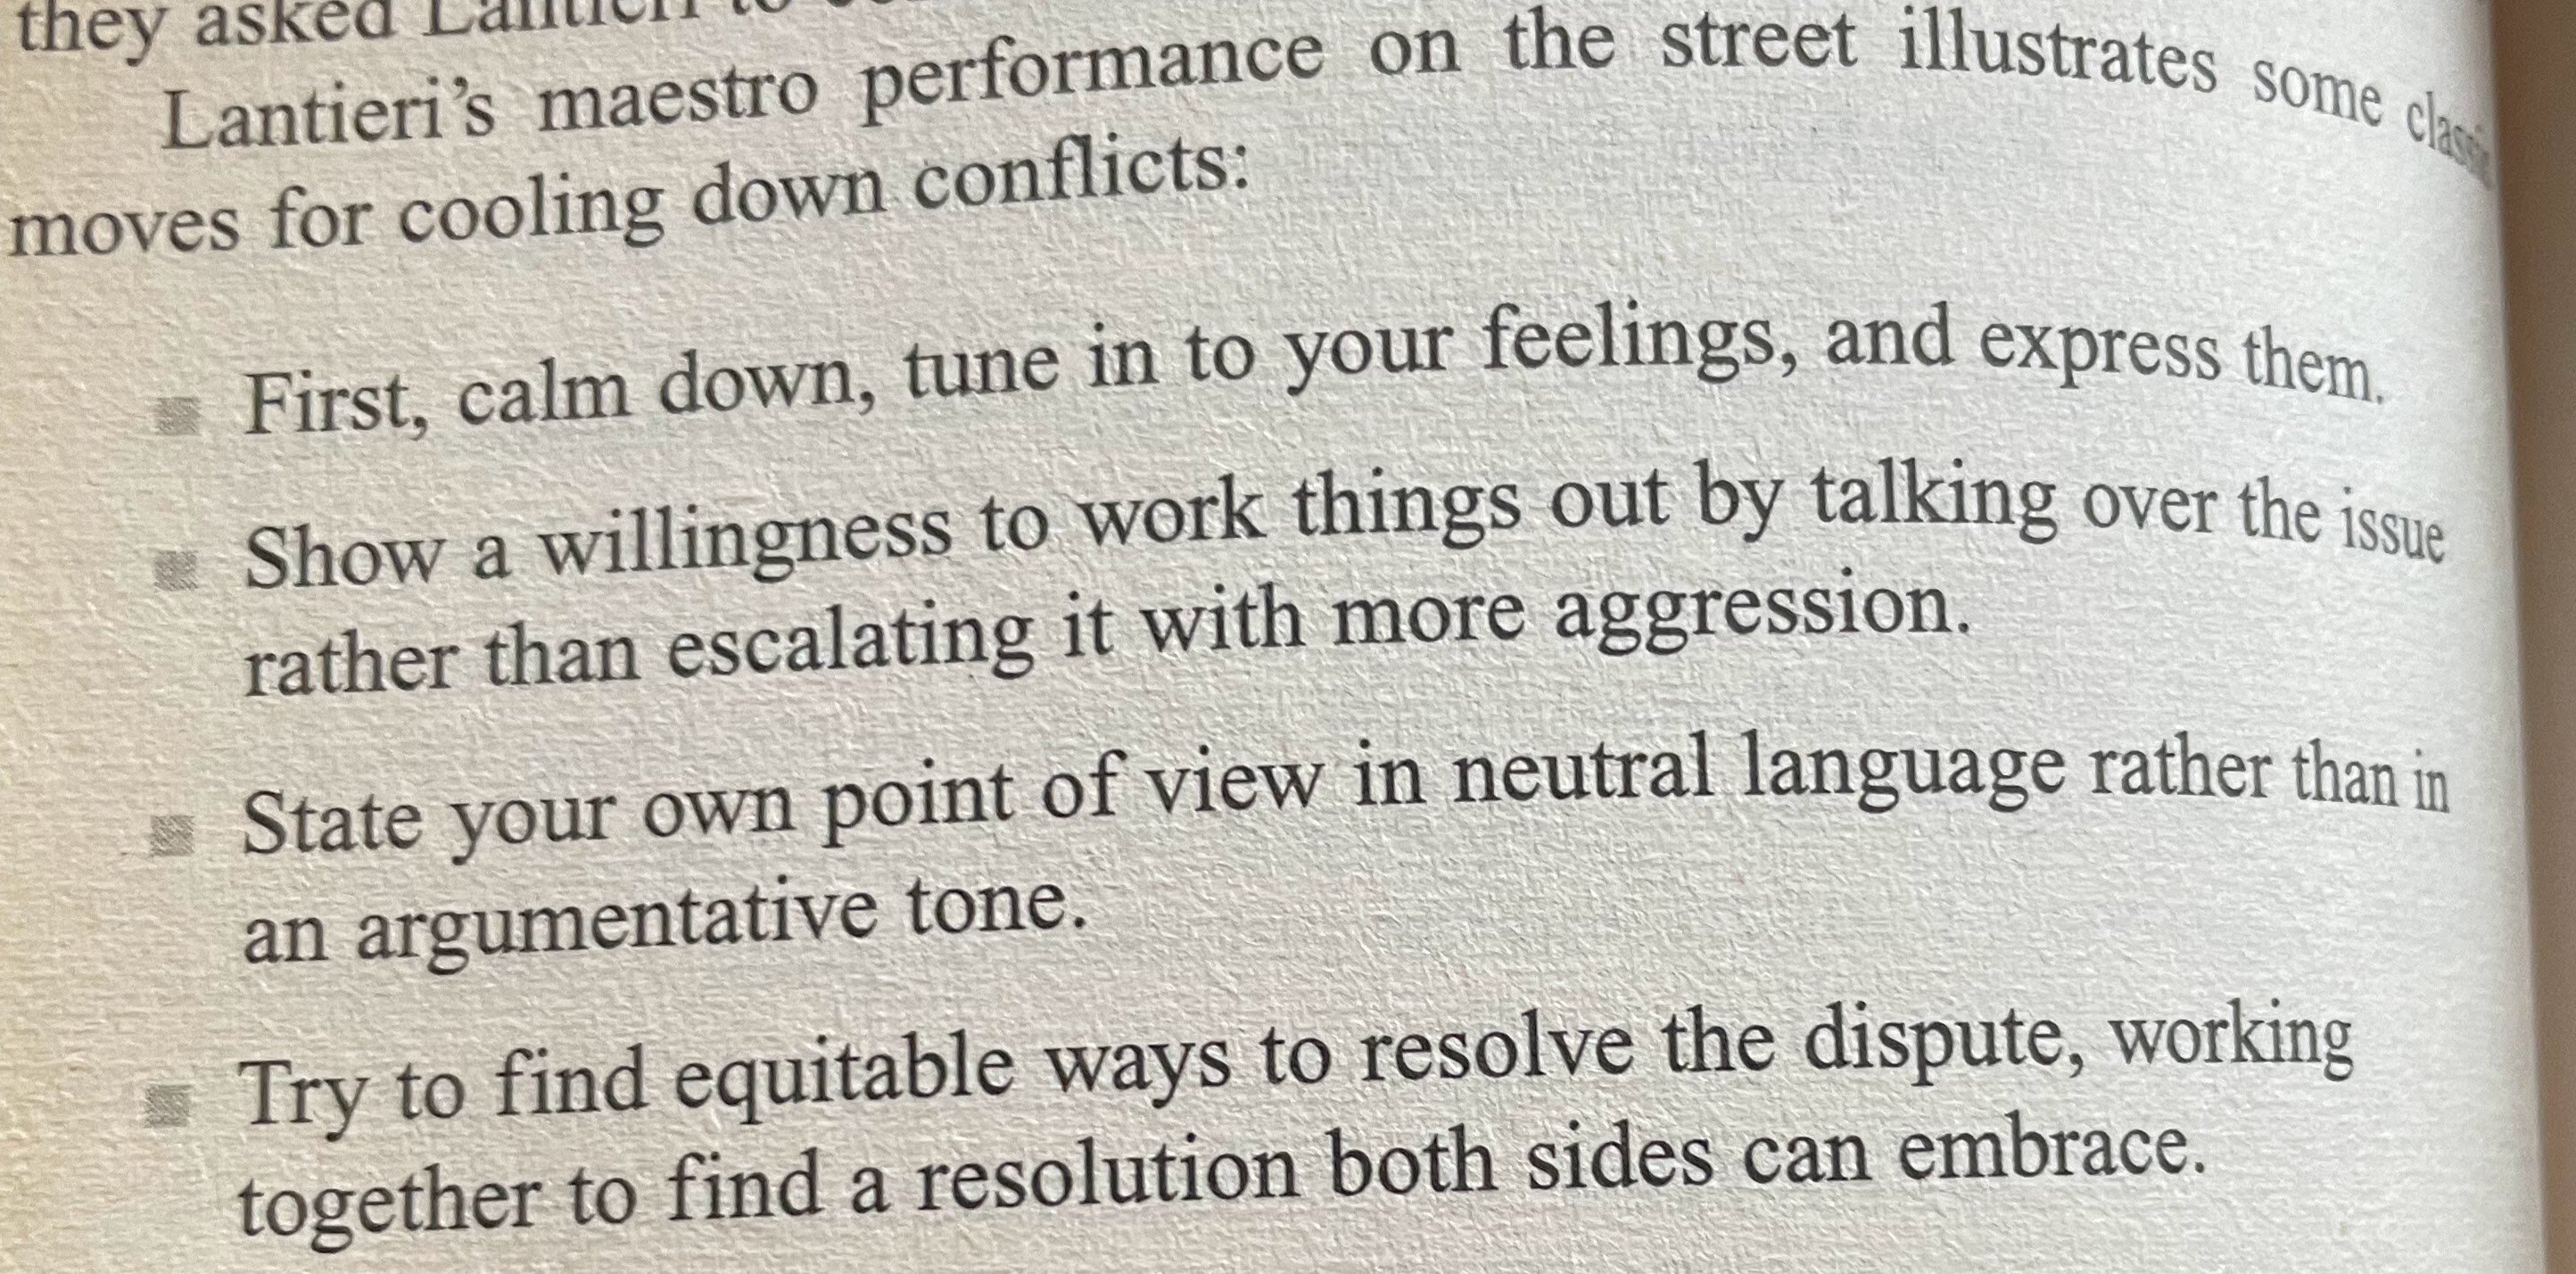 they asked Lantieri to
Lantieri's maestro performance on the street illustrates some classic
moves for cooling down conflicts:
■ First, calm down, tune in to your feelings, and express them.
■ Show a willingness to work things out by talking over the issue
rather than escalating it with more aggression.
■ State your own point of view in neutral language rather than in
an argumentative tone.
■ Try to find equitable ways to resolve the dispute, working
together to find a resolution both sides can embrace.